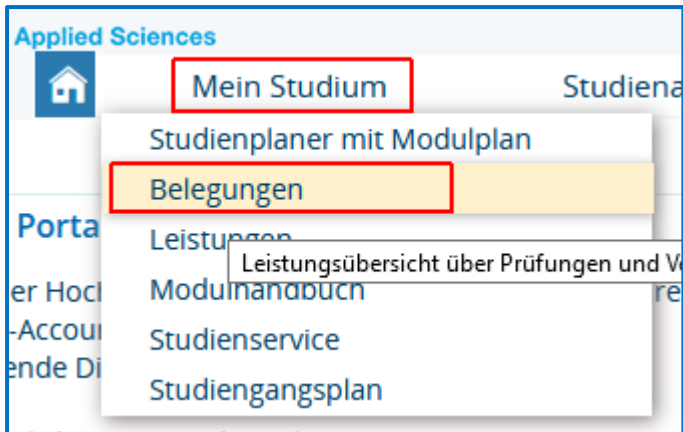 Applied Sciences
Mein Studium
Studienplaner mit Modulplan
Belegungen
Porta
Leistungen
Leistungsübersicht über Prüfungen und
er Hoch
Modulhandbuch
re
-Accou
Studienservice
ende Di
Studiengangsplan